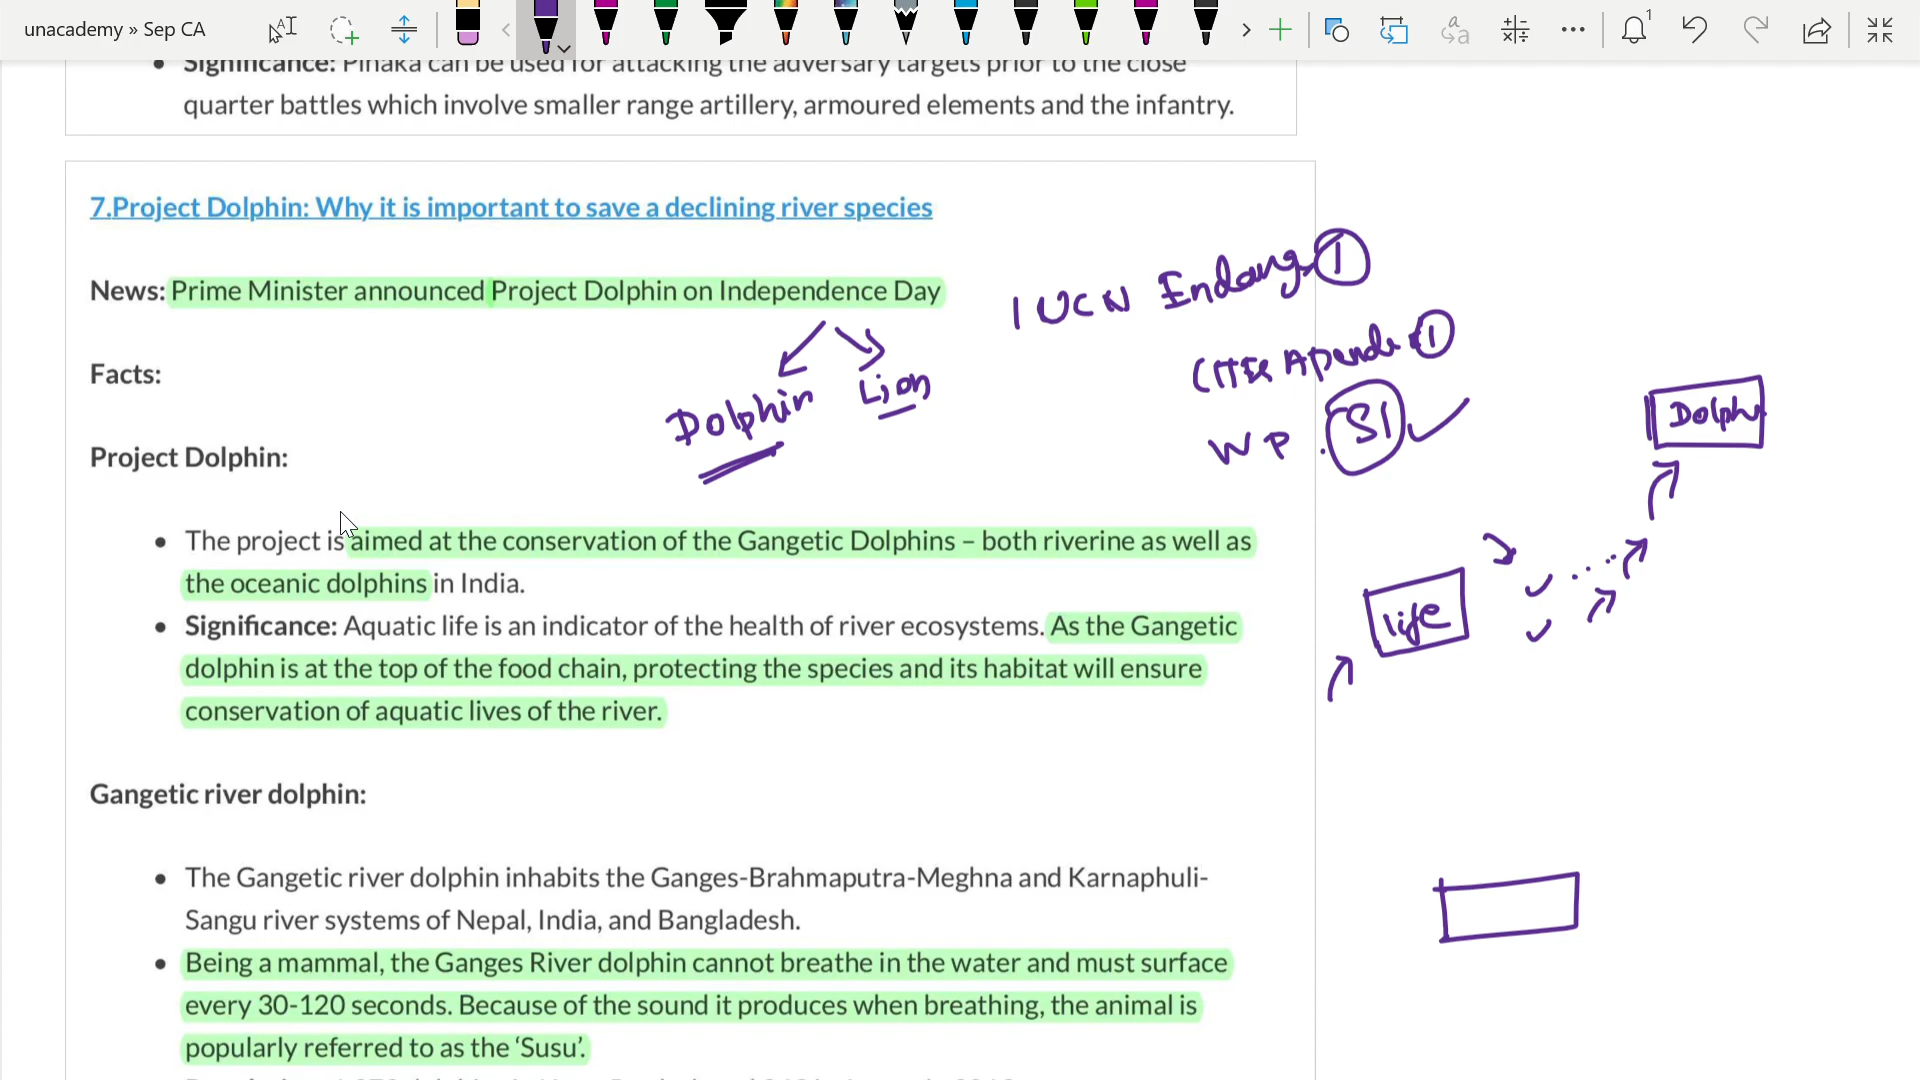 unacademy » Sep CA
1
Significance: Pinaka can be used for attacking the adversary targets prior to the close
quarter battles which involve smaller range artillery, armoured elements and the infantry.
7.Project Dolphin: Why it is important to save a declining river species
News: Prime Minister announced Project Dolphin on Independence Day
IUCN Endang. 1
Facts:
Dolphin Lion
1
WP. S1
Dolph
Project Dolphin:
The project is aimed at the conservation of the Gangetic Dolphins – both riverine as well as
the oceanic dolphins in India.
life
Significance: Aquatic life is an indicator of the health of river ecosystems. As the Gangetic
dolphin is at the top of the food chain, protecting the species and its habitat will ensure
conservation of aquatic lives of the river.
Gangetic river dolphin:
The Gangetic river dolphin inhabits the Ganges-Brahmaputra-Meghna and Karnaphuli-
Sangu river systems of Nepal, India, and Bangladesh.
Being a mammal, the Ganges River dolphin cannot breathe in the water and must surface
every 30-120 seconds. Because of the sound it produces when breathing, the animal is
popularly referred to as the ‘Susu’.